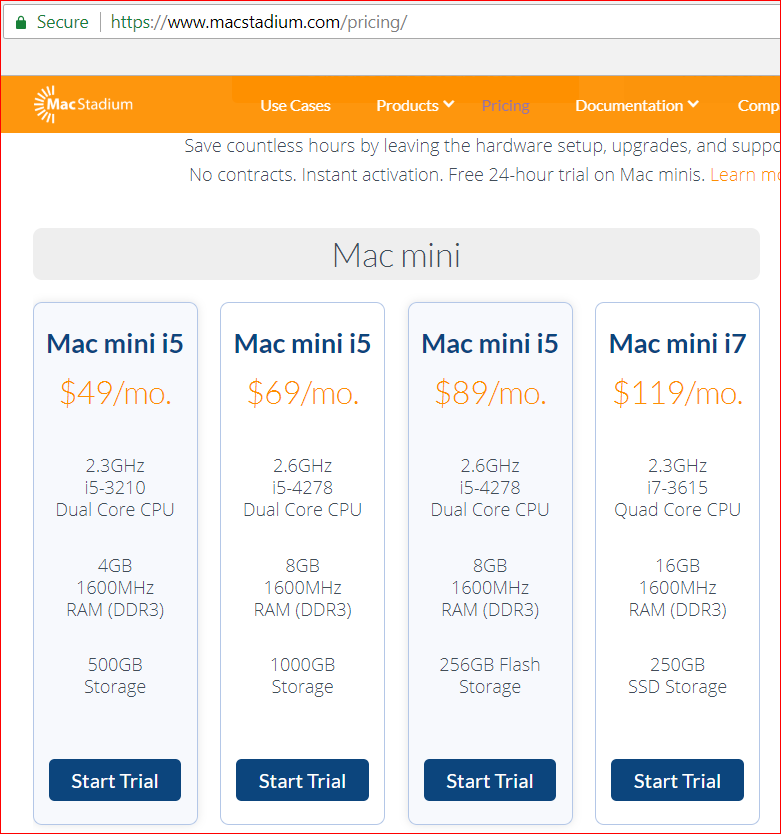 Secure | https://www.macstadium.com/pricing/
MacStadium
Use Cases Products Pricing Documentation Comp
Save countless hours by leaving the hardware setup, upgrades, and suppo
No contracts. Instant activation. Free 24-hour trial on Mac minis. Learn mo
Mac mini
Mac mini i5
$49/mo.
2.3GHz
i5-3210
Dual Core CPU
4GB
1600MHz
RAM (DDR3)
500GB
Storage
Start Trial
Mac mini i5
$69/mo.
2.6GHz
i5-4278
Dual Core CPU
8GB
1600MHz
RAM (DDR3)
1000GB
Storage
Start Trial
Mac mini i5
$89/mo.
2.6GHz
i5-4278
Dual Core CPU
8GB
1600MHz
RAM (DDR3)
256GB Flash
Storage
Start Trial
Mac mini i7
$119/mo.
2.3GHz
i7-3615
Quad Core CPU
16GB
1600MHz
RAM (DDR3)
250GB
SSD Storage
Start Trial